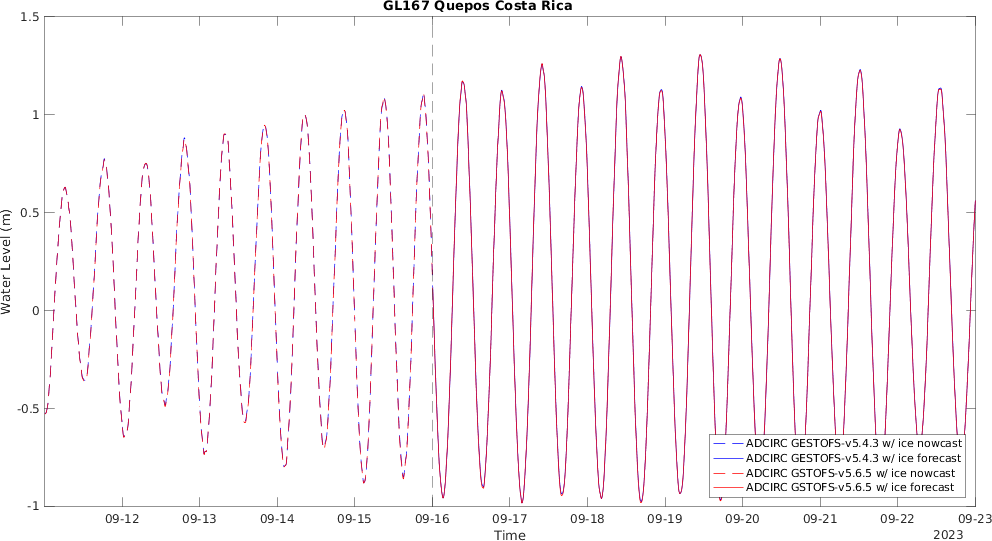 GL167 Quepos Costa Rica
1.5
1
0.5
0
-0.5
-1
Water Level (m)
ADCIRC GESTOFS-v5.4.3 w/ ice nowcast
ADCIRC GESTOFS-v5.4.3 w/ ice forecast
ADCIRC GSTOFS-v5.6.5 w/ ice nowcast
ADCIRC GSTOFS-v5.6.5 w/ ice forecast
09-12 09-13 09-14 09-15 09-16 09-17 09-18 09-19 09-20 09-21 09-22 09-23
Time
2023